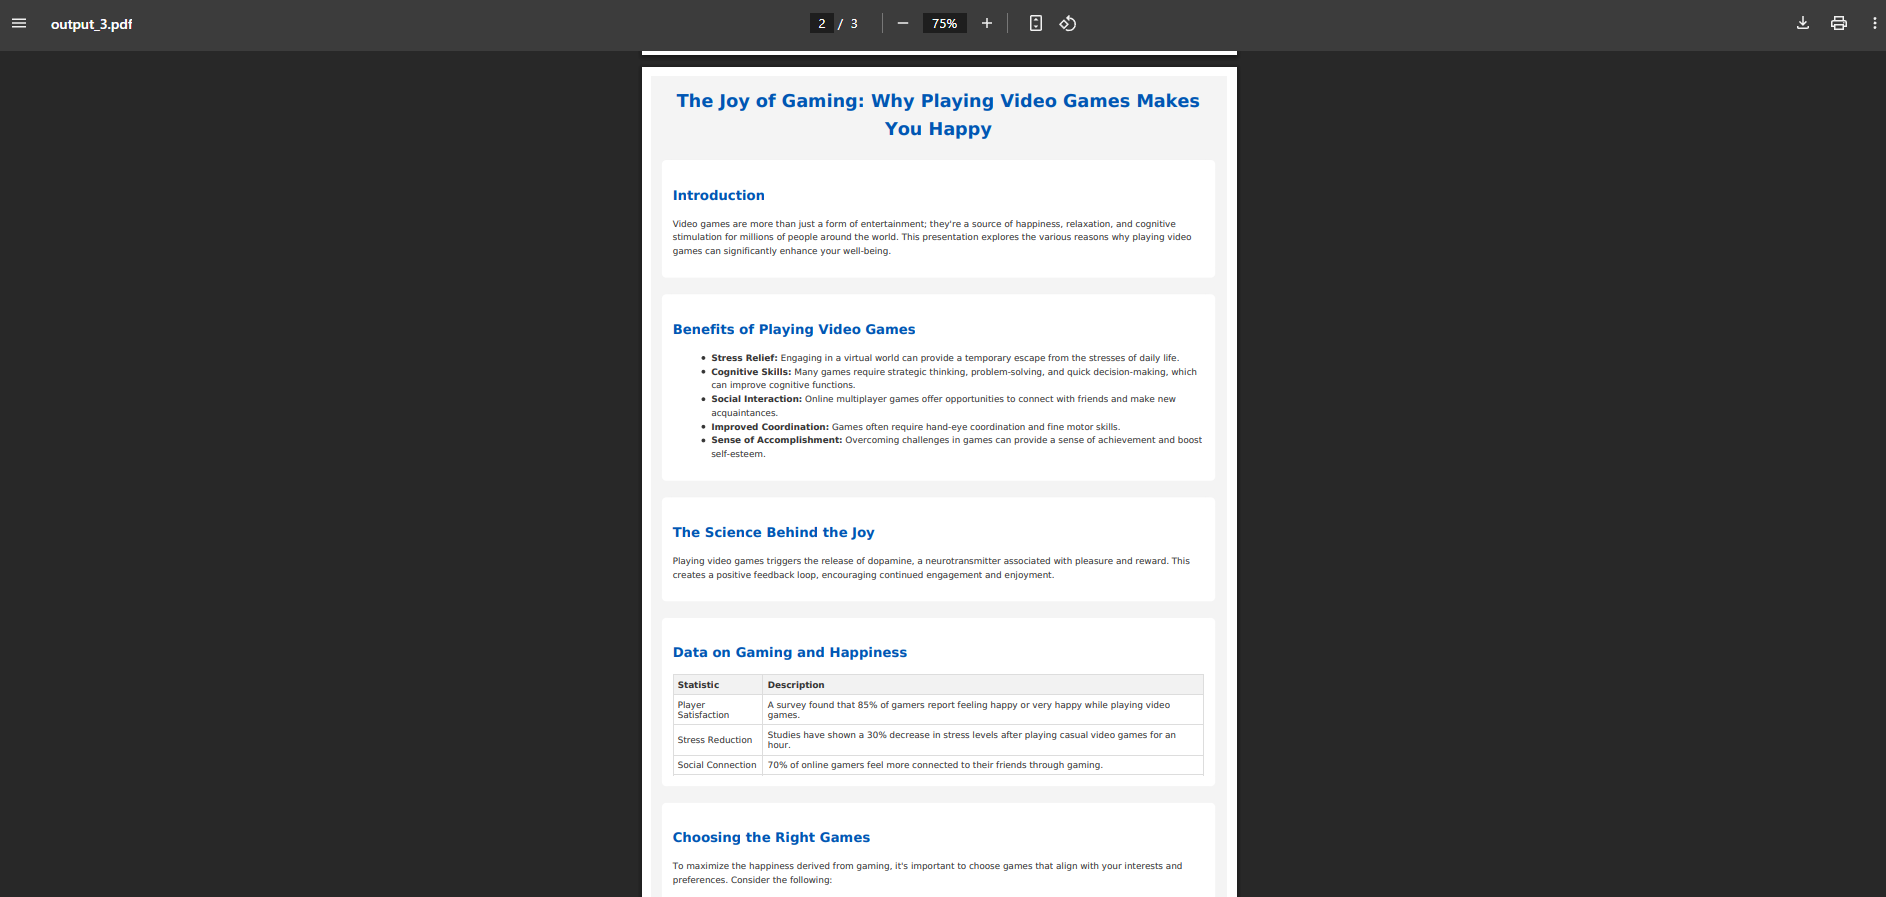 output_3.pdf
2 / 3
75%
The Joy of Gaming: Why Playing Video Games Makes
You Happy
Introduction
Video games are more than just a form of entertainment; they're a source of happiness, relaxation, and cognitive
stimulation for millions of people around the world. This presentation explores the various reasons why playing video
games can significantly enhance your well-being.
Benefits of Playing Video Games
• Stress Relief: Engaging in a virtual world can provide a temporary escape from the stresses of daily life.
• Cognitive Skills: Many games require strategic thinking, problem-solving, and quick decision-making, which
can improve cognitive functions.
• Social Interaction: Online multiplayer games offer opportunities to connect with friends and make new
acquaintances.
• Improved Coordination: Games often require hand-eye coordination and fine motor skills.
• Sense of Accomplishment: Overcoming challenges in games can provide a sense of achievement and boost
self-esteem.
The Science Behind the Joy
Playing video games triggers the release of dopamine, a neurotransmitter associated with pleasure and reward. This
creates a positive feedback loop, encouraging continued engagement and enjoyment.
Data on Gaming and Happiness
Statistic Description
Player
Satisfaction
A survey found that 85% of gamers report feeling happy or very happy while playing video
games.
Stress Reduction
Studies have shown a 30% decrease in stress levels after playing casual video games for an
hour.
Social Connection 70% of online gamers feel more connected to their friends through gaming.
Choosing the Right Games
To maximize the happiness derived from gaming, it's important to choose games that align with your interests and
preferences. Consider the following: